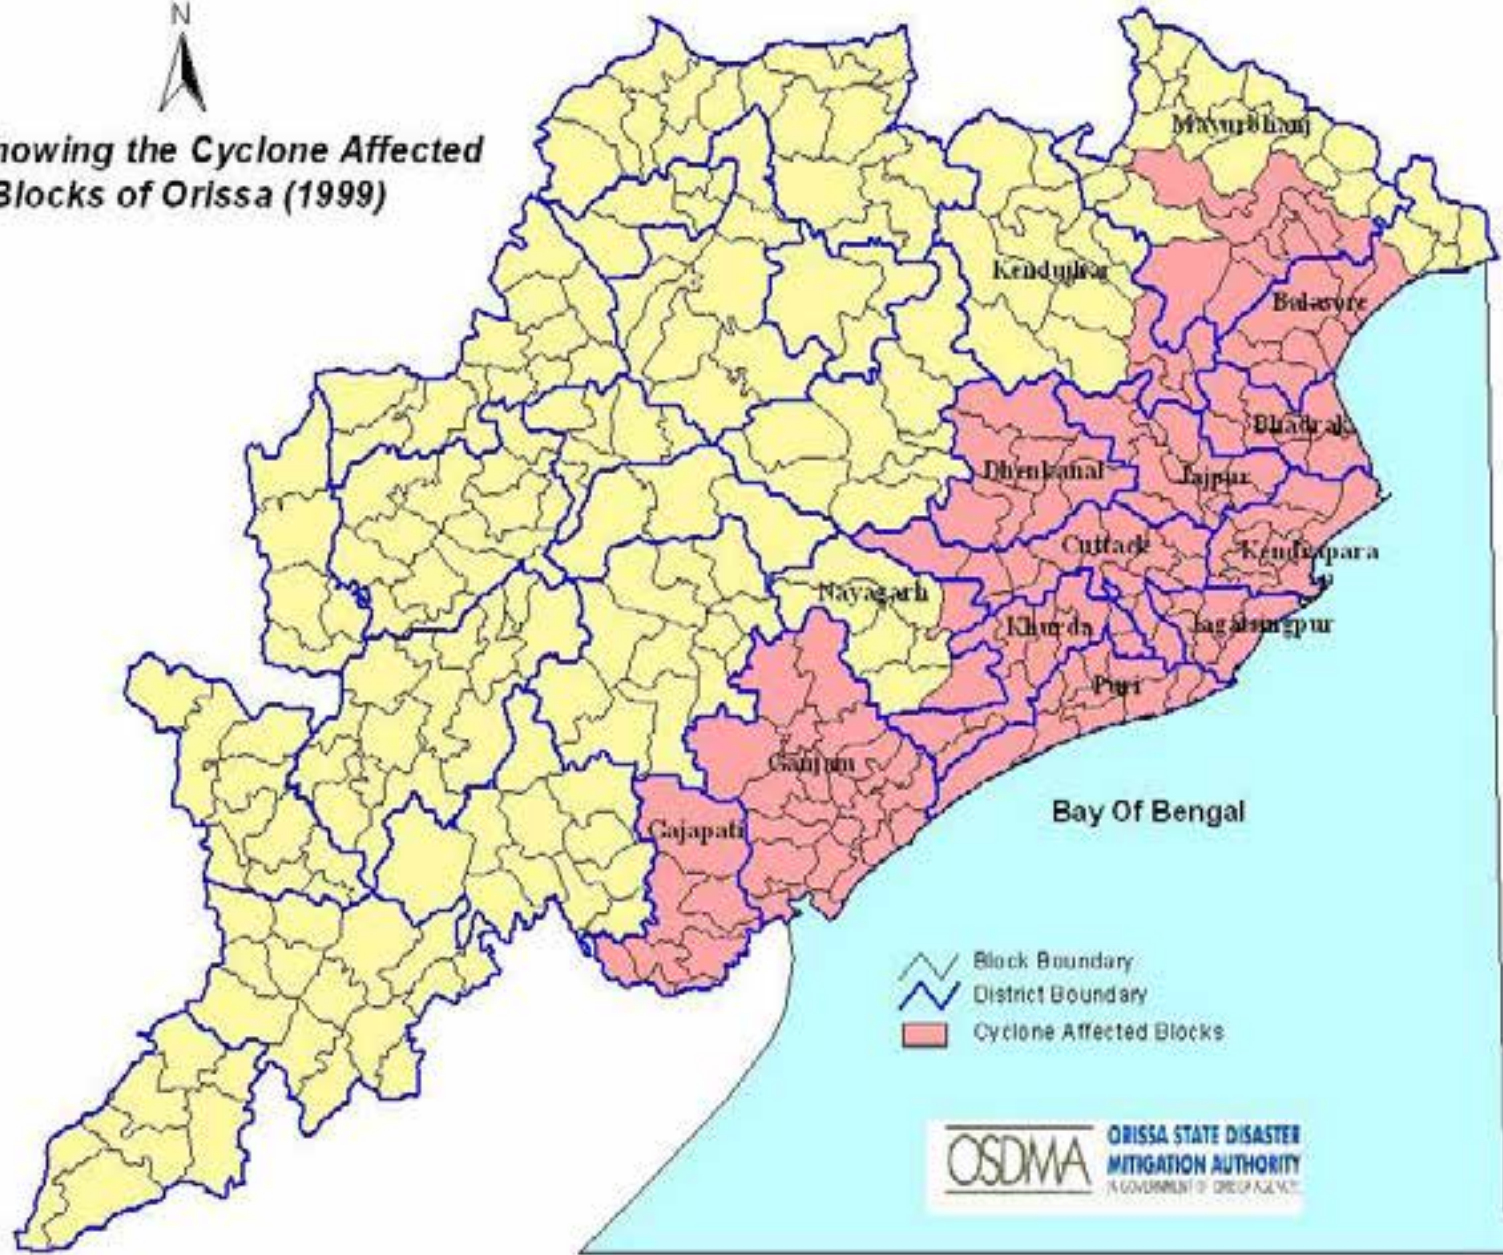 N
howing the Cyclone Affected
Blocks of Orissa (1999)
Mayurbhanj
Kendujhar
Balasore
Bhadrak
Dhenkanal
Jajpur
Cuttack
Kendrapara
Nayagarh
Khurda
Jagatsingpur
Puri
Ganjam
Gajapati
Bay Of Bengal
Block Boundary
District Boundary
Cyclone Affected Blocks
OSDMA
ORISSA STATE DISASTER
MITIGATION AUTHORITY